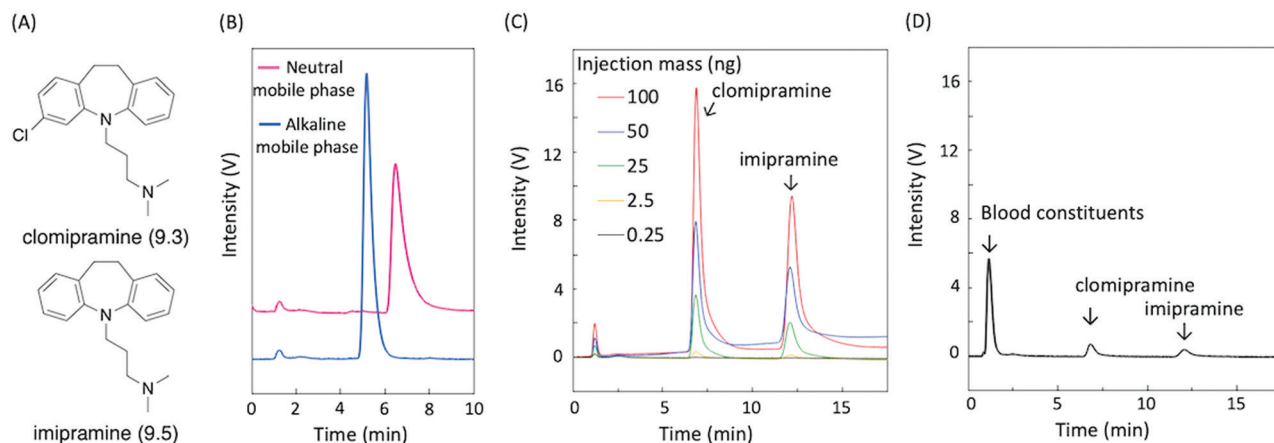 (A)
Cl
N
N
clomipramine (9.3)
N
N
imipramine (9.5)
(B)
Intensity (V)
Neutral
mobile phase
Alkaline
mobile phase
0 2 4 6 8 10
Time (min)
(C)
Intensity (V)
16
12
8
4
0
Injection mass (ng)
100
50
25
2.5
0.25
clomipramine
imipramine
0 5 10 15
Time (min)
(D)
Intensity (V)
16
12
8
4
0
Blood constituents
clomipramine
imipramine
0 5 10 15
Time (min)